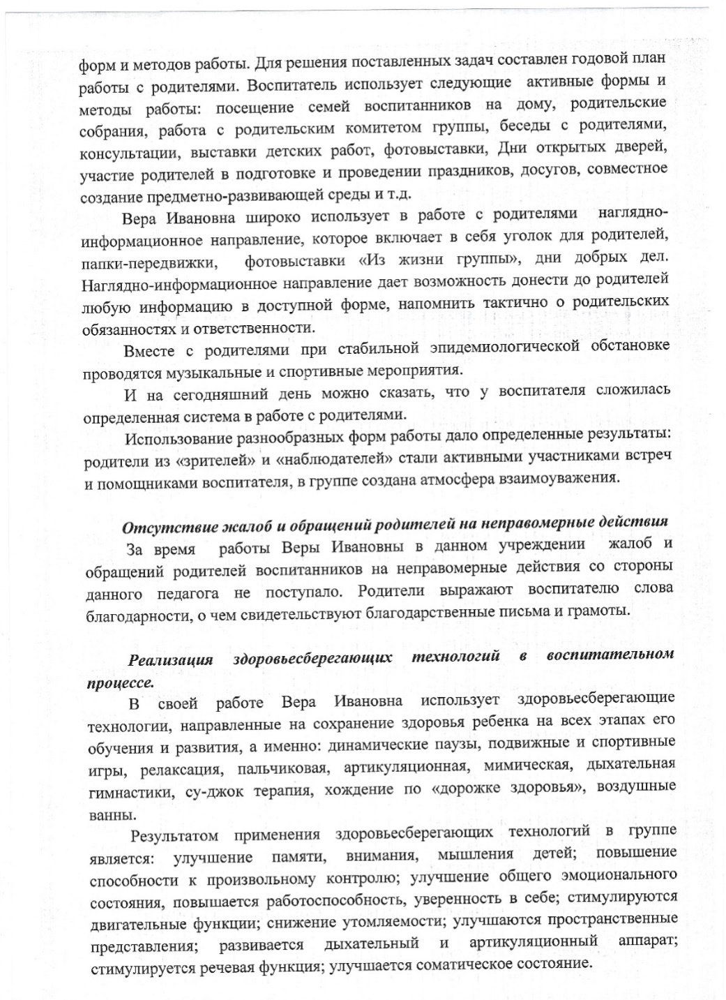 форм и методов работы. Для решения поставленных задач составлен годовой план
работы с родителями. Воспитатель использует следующие активные формы и
методы работы: посещение семей воспитанников на дому, родительские
собрания, работа с родительским комитетом группы, беседы с родителями,
консультации, выставки детских работ, фотовыставки, Дни открытых дверей,
участие родителей в подготовке и проведении праздников, досугов, совместное
создание предметно-развивающей среды и т.д.
Вера Ивановна широко использует в работе с родителями наглядно-
информационное направление, которое включает в себя уголок для родителей,
папки-передвижки, фотовыставки «Из жизни группы», дни добрых дел.
Наглядно-информационное направление дает возможность донести до родителей
любую информацию в доступной форме, напомнить тактично о родительских
обязанностях и ответственности.
Вместе с родителями при стабильной эпидемиологической обстановке
проводятся музыкальные и спортивные мероприятия.
И на сегодняшний день можно сказать, что у воспитателя сложилась
определенная система в работе с родителями.
Использование разнообразных форм работы дало определенные результаты:
родители из «зрителей» и «наблюдателей» стали активными участниками встреч
и помощниками воспитателя, в группе создана атмосфера взаимоуважения.
Отсутствие жалоб и обращений родителей на неправомерные действия
За время работы Веры Ивановны в данном учреждении жалоб и
обращений родителей воспитанников на неправомерные действия со стороны
данного педагога не поступало. Родители выражают воспитателю слова
благодарности, о чем свидетельствуют благодарственные письма и грамоты.
Реализация здоровьесберегающих технологий в воспитательном
процессе.
В своей работе Вера Ивановна использует здоровьесберегающие
технологии, направленные на сохранение здоровья ребенка на всех этапах его
обучения и развития, а именно: динамические паузы, подвижные и спортивные
игры, релаксация, пальчиковая, артикуляционная, мимическая, дыхательная
гимнастики, су-джок терапия, хождение по «дорожке здоровья», воздушные
ванны.
Результатом применения здоровьесберегающих технологий в группе
является: улучшение памяти, внимания, мышления детей; повышение
способности к произвольному контролю; улучшение общего эмоционального
состояния, повышается работоспособность, уверенность в себе; стимулируются
двигательные функции; снижение утомляемости; улучшаются пространственные
представления; развивается дыхательный и артикуляционный аппарат;
стимулируется речевая функция; улучшается соматическое состояние.